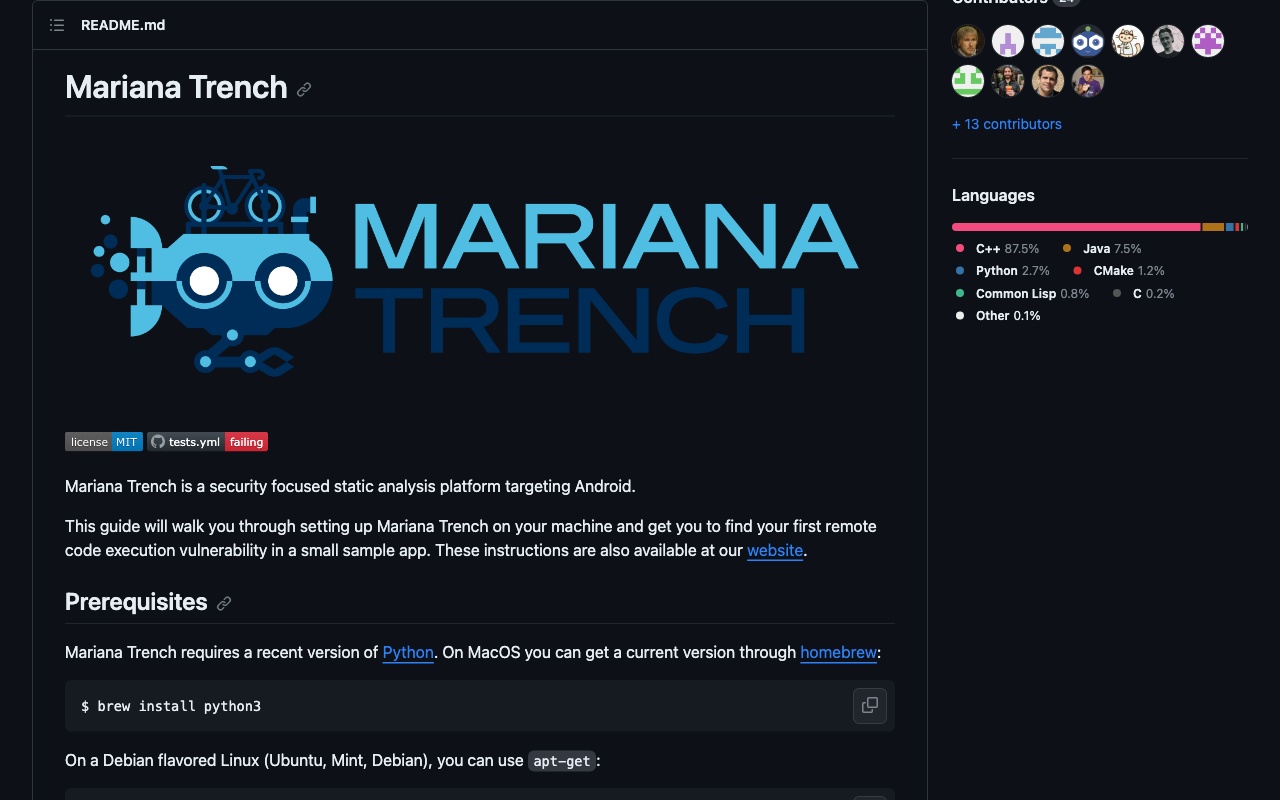 README.md
Mariana Trench
MARIANA
TRENCH
license MIT tests.yml failing
Mariana Trench is a security focused static analysis platform targeting Android.
This guide will walk you through setting up Mariana Trench on your machine and get you to find your first remote
code execution vulnerability in a small sample app. These instructions are also available at our website.
Prerequisites
Mariana Trench requires a recent version of Python. On MacOS you can get a current version through homebrew:
$ brew install python3
On a Debian flavored Linux (Ubuntu, Mint, Debian), you can use apt-get:
Contributors 24
+ 13 contributors
Languages
C++ 87.5% Java 7.5%
Python 2.7% CMake 1.2%
Common Lisp 0.8% C 0.2%
Other 0.1%